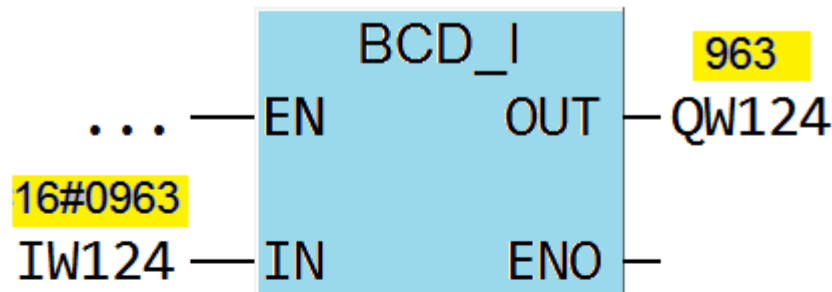 BCD_I
963
... EN OUT QW124
16#0963
IW124 IN ENO